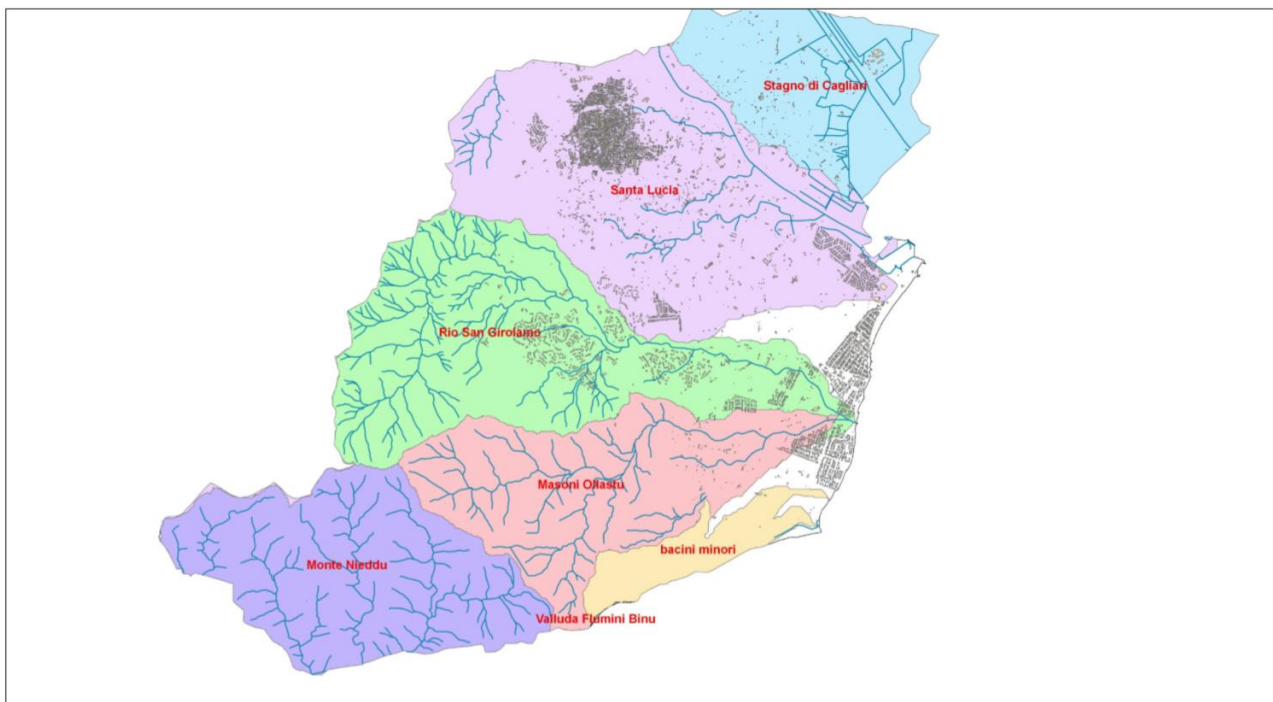 Stagno di Cagliari
Santa Lucia
Rio San Girolamo
Masoni Ollastu
bacini minori
Monte Nieddu
Valluda Flumini Binu